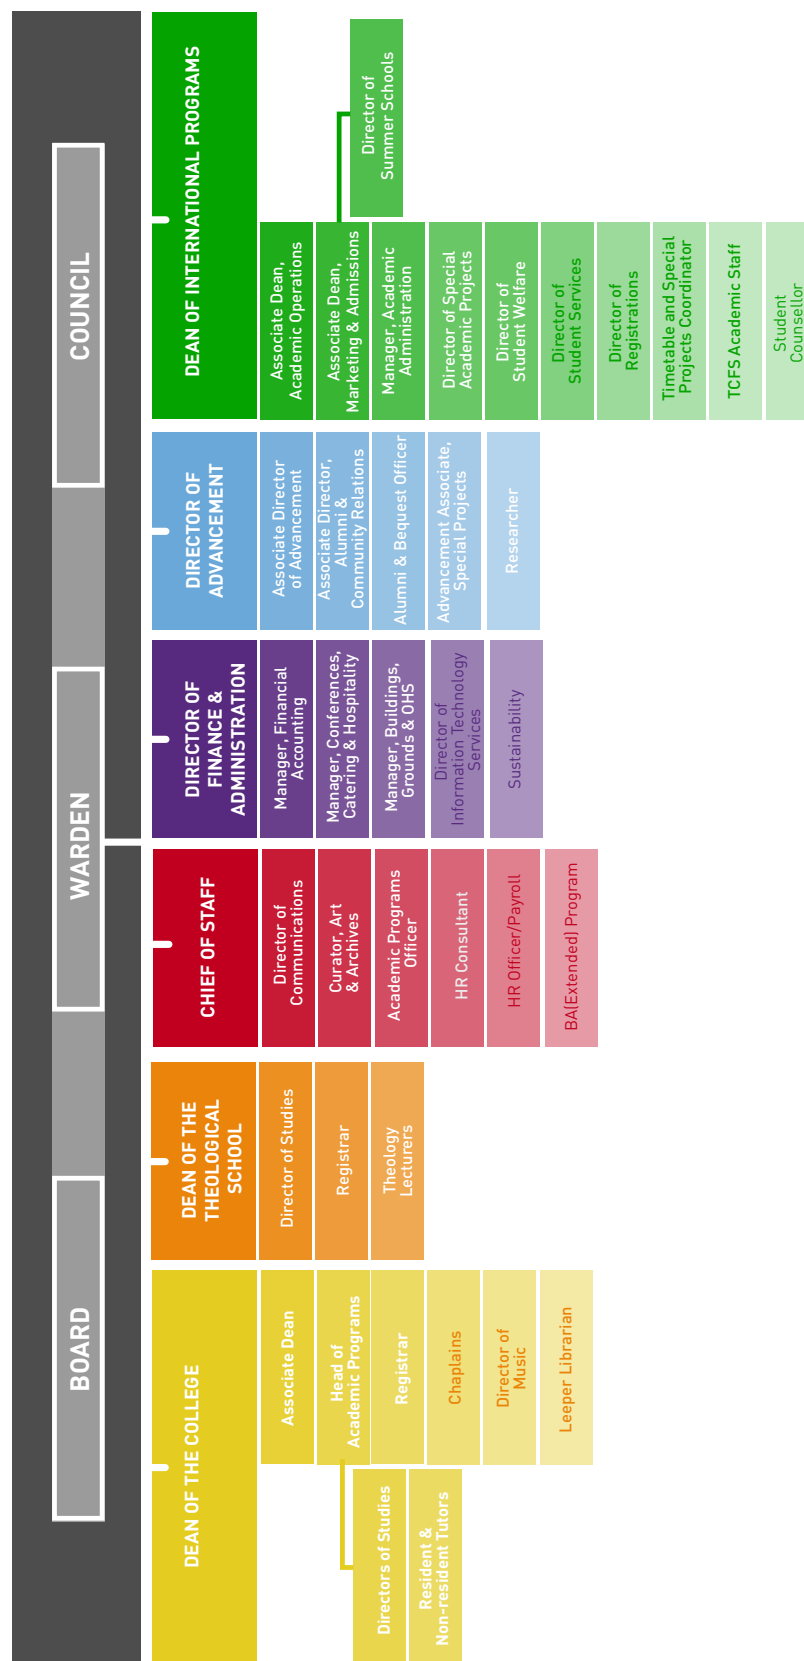 BOARD
WARDEN
COUNCIL
DEAN OF THE COLLEGE
Associate Dean
Head of
Academic Programs
Directors of Studies
Resident &
Non-resident Tutors
Registrar
Chaplains
Director of
Music
Leeper Librarian
DEAN OF THE
THEOLOGICAL
SCHOOL
Director of Studies
Registrar
Theology
Lecturers
CHIEF OF STAFF
Director of
Communications
Curator, Art
& Archives
Academic Programs
Officer
HR Consultant
HR Officer/Payroll
BA(Extended) Program
DIRECTOR OF
FINANCE &
ADMINISTRATION
Manager, Financial
Accounting
Manager, Conferences,
Catering & Hospitality
Manager, Buildings,
Grounds & OHS
Director of
Information Technology
Services
Sustainability
DIRECTOR OF
ADVANCEMENT
Associate Director
of Advancement
Associate Director,
Alumni &
Community Relations
Alumni & Bequest Officer
Advancement Associate,
Special Projects
Researcher
DEAN OF INTERNATIONAL PROGRAMS
Associate Dean,
Academic Operations
Associate Dean,
Marketing & Admissions
Director of
Summer Schools
Manager, Academic
Administration
Director of Special
Academic Projects
Director of
Student Welfare
Director of
Student Services
Director of
Registrations
Timetable and Special
Projects Coordinator
TCFS Academic Staff
Student
Counsellor